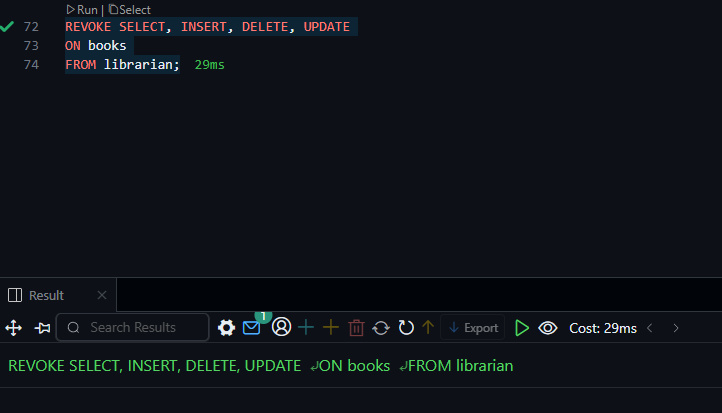 Run | Select
72 REVOKE SELECT, INSERT, DELETE, UPDATE
73 ON books
74 FROM librarian; 29ms
Result
1
Search Results
Export
Cost: 29ms
REVOKE SELECT, INSERT, DELETE, UPDATE ↲ON books ↲FROM librarian